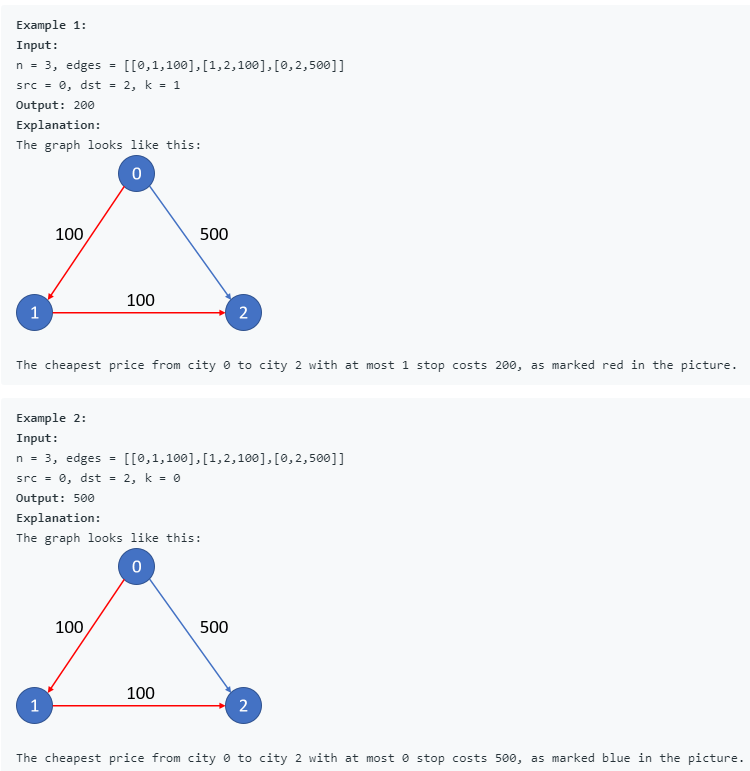 Example 1:
Input:
n = 3, edges = [[0,1,100],[1,2,100],[0,2,500]]
src = 0, dst = 2, k = 1
Output: 200
Explanation:
The graph looks like this:
0
100 500
100
1 2
The cheapest price from city 0 to city 2 with at most 1 stop costs 200, as marked red in the picture.
Example 2:
Input:
n = 3, edges = [[0,1,100],[1,2,100],[0,2,500]]
src = 0, dst = 2, k = 0
Output: 500
Explanation:
The graph looks like this:
0
100 500
100
1 2
The cheapest price from city 0 to city 2 with at most 0 stop costs 500, as marked blue in the picture.